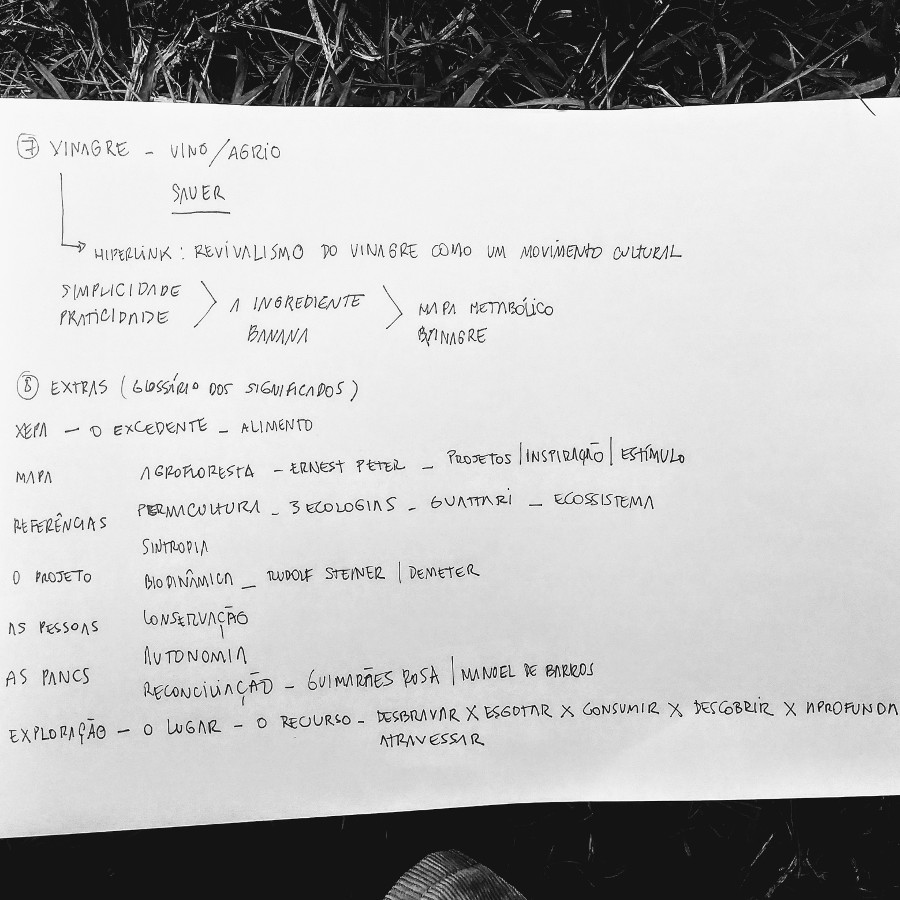 7 VINAGRE - VINO/AGRIO
SAUER
HIPERLINK: REVIVALISMO DO VINAGRE COMO UM MOVIMENTO CULTURAL
SIMPLICIDADE
PRATICIDADE > 1 INGREDIENTE > MAPA METABÓLICO
BANANA VINAGRE
8 EXTRAS (GLOSSÁRIO DOS SIGNIFICADOS)
XEPA - O EXCEDENTE - ALIMENTO
MAPA AGROFLORESTA - ERNEST PETER - PROJETOS | INSPIRAÇÃO | ESTÍMULO
REFERÊNCIAS PERMACULTURA - 3 ECOLOGIAS - GUATTARI - ECOSSISTEMA
SINTROPIA
O PROJETO BIODINÂMICA - RUDOLF STEINER | DEMETER
AS PESSOAS CONSERVAÇÃO
AUTONOMIA
AS PANCS RECONCILIAÇÃO - GUIMARÃES ROSA | MANOEL DE BARROS
EXPLORAÇÃO - O LUGAR - O RECURSO - DESBRAVAR X ESGOTAR X CONSUMIR X DESCOBRIR X APROFUNDA
ATRAVESSAR